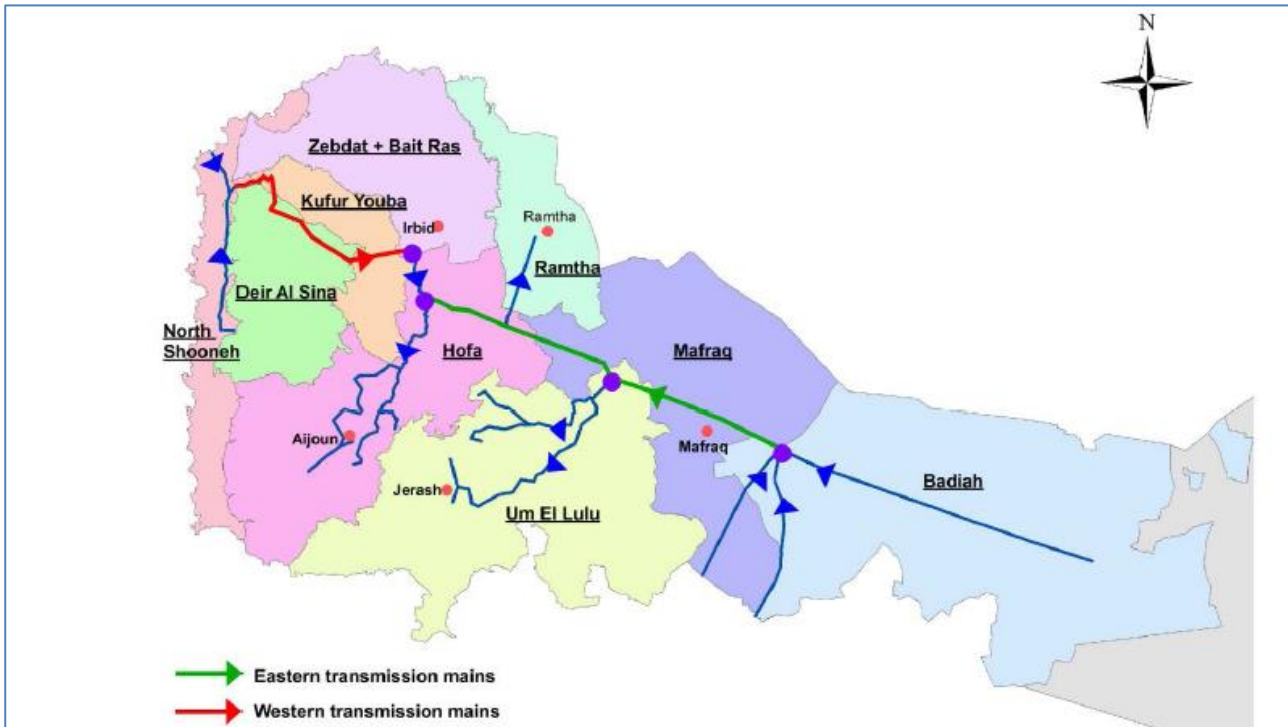 N
Zebdat + Bait Ras
Kufur Youba
Irbid
Ramtha
Ramtha
Deir Al Sina
North
Shooneh
Hofa
Mafraq
Aijoun
Mafraq
Badiah
Jerash
Um El Lulu
Eastern transmission mains
Western transmission mains